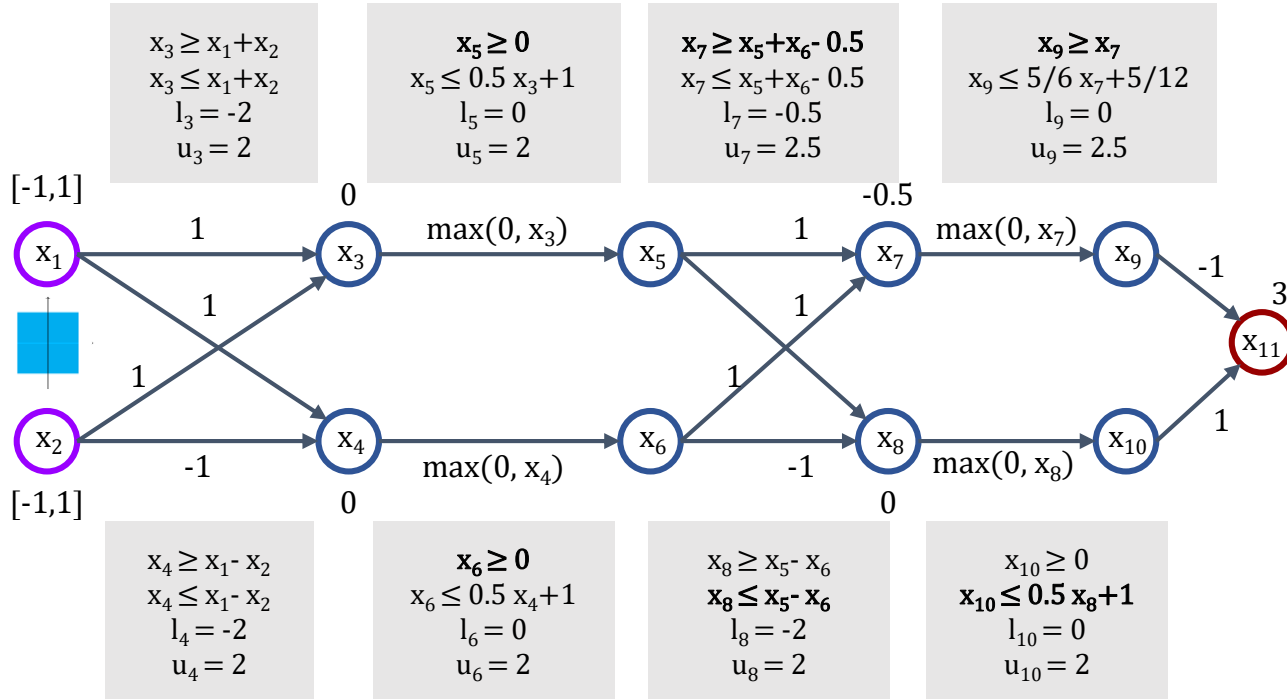 x₃ ≥ x₁+x₂
x₃ ≤ x₁+x₂
l₃ = -2
u₃ = 2
x₅ ≥ 0
x₅ ≤ 0.5 x₃+1
l₅ = 0
u₅ = 2
x₇ ≥ x₅+x₆- 0.5
x₇ ≤ x₅+x₆- 0.5
l₇ = -0.5
u₇ = 2.5
x₉ ≥ x₇
x₉ ≤ 5/6 x₇+5/12
l₉ = 0
u₉ = 2.5
[-1,1]
0
-0.5
x₁
1
x₃
max(0, x₃)
x₅
1
x₇
max(0, x₇)
x₉
-1
3
1
1
x₁₁
1
1
1
x₂
-1
x₄
max(0, x₄)
x₆
-1
x₈
max(0, x₈)
x₁₀
[-1,1]
0
0
x₄ ≥ x₁- x₂
x₄ ≤ x₁- x₂
l₄ = -2
u₄ = 2
x₆ ≥ 0
x₆ ≤ 0.5 x₄+1
l₆ = 0
u₆ = 2
x₈ ≥ x₅- x₆
x₈ ≤ x₅- x₆
l₈ = -2
u₈ = 2
x₁₀ ≥ 0
x₁₀ ≤ 0.5 x₈+1
l₁₀ = 0
u₁₀ = 2